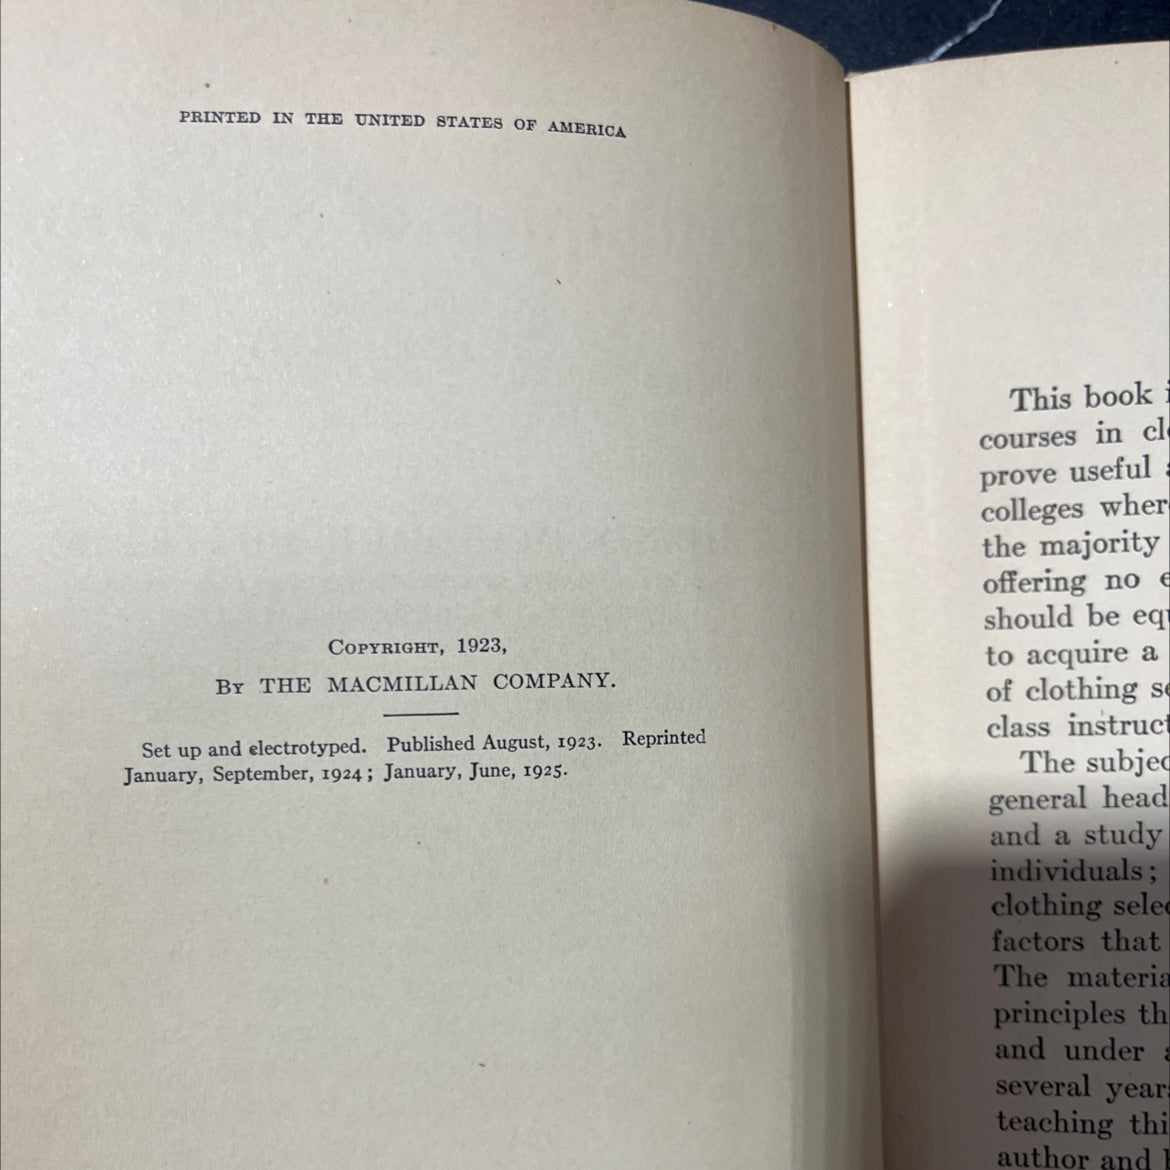 PRINTED IN THE UNITED STATES OF AMERICA
COPYRIGHT, 1923,
BY THE MACMILLAN COMPANY.
Set up and electrotyped. Published August, 1923. Reprinted
January, September, 1924; January, June, 1925.
This book
courses in
prove useful
colleges
the majority
offering no
should be
to acquire a
of clothing
class
The
general head
and a study
individuals;
clothing
factors that
The
principles
and under
several
teaching
author and